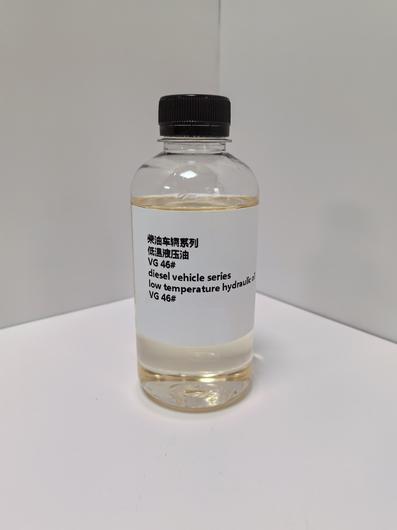 柴油车辆系列
低温液压油
VG 46#
diesel vehicle series
low temperature hydraulic oil
VG 46#